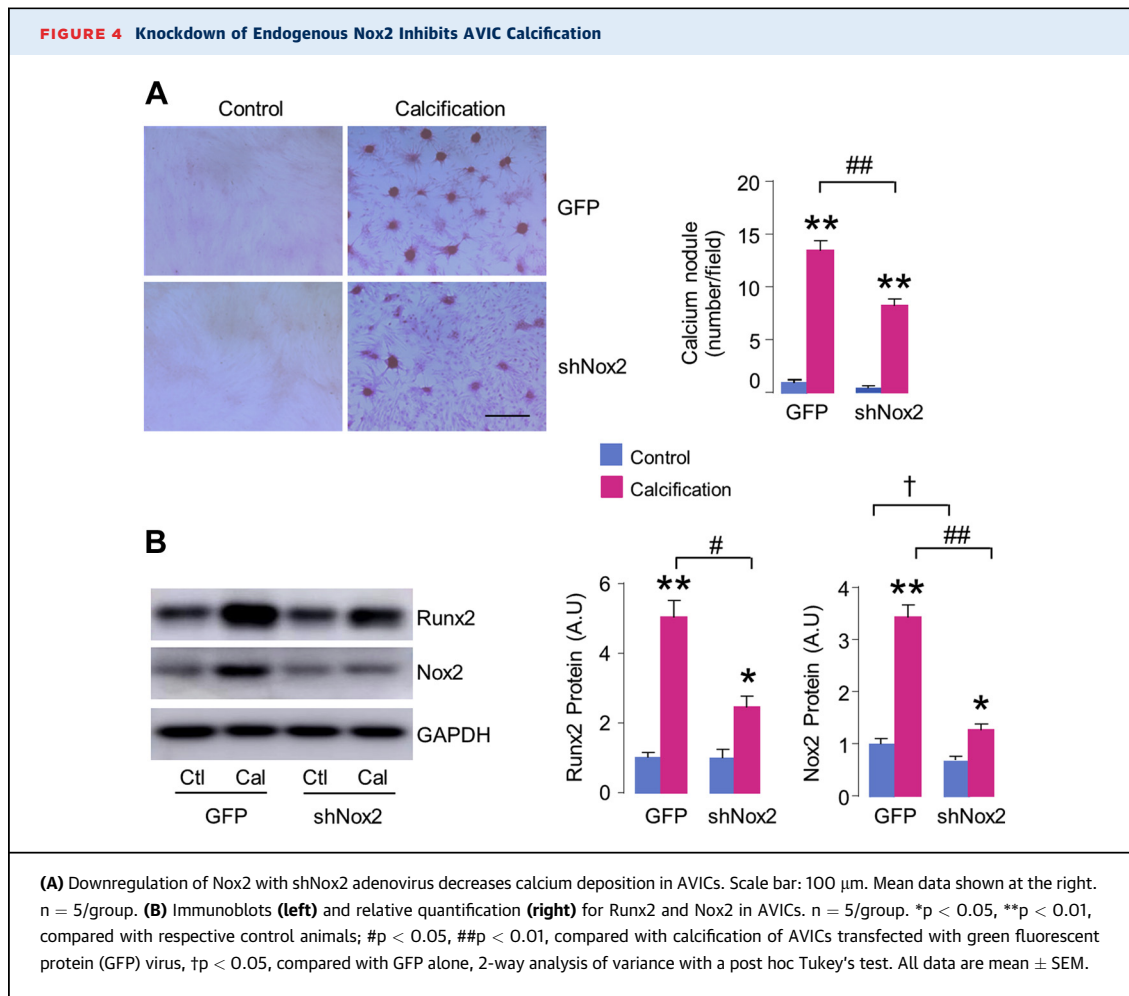 FIGURE 4 Knockdown of Endogenous Nox2 Inhibits AVIC Calcification
A
Control Calcification
GFP
shNox2
Calcium nodule
(number/field)
20
15
10
5
0
##
**
**
GFP shNox2
Control
Calcification
B
Runx2
Nox2
GAPDH
Ctl Cal Ctl Cal
GFP shNox2
Runx2 Protein (A.U)
6
4
2
0
#
**
*
GFP shNox2
Nox2 Protein (A.U)
4
3
2
1
0
†
##
**
*
GFP shNox2
(A) Downregulation of Nox2 with shNox2 adenovirus decreases calcium deposition in AVICs. Scale bar: 100 μm. Mean data shown at the right.
n = 5/group. (B) Immunoblots (left) and relative quantification (right) for Runx2 and Nox2 in AVICs. n = 5/group. *p < 0.05, **p < 0.01,
compared with respective control animals; #p < 0.05, ##p < 0.01, compared with calcification of AVICs transfected with green fluorescent
protein (GFP) virus, †p < 0.05, compared with GFP alone, 2-way analysis of variance with a post hoc Tukey's test. All data are mean ± SEM.